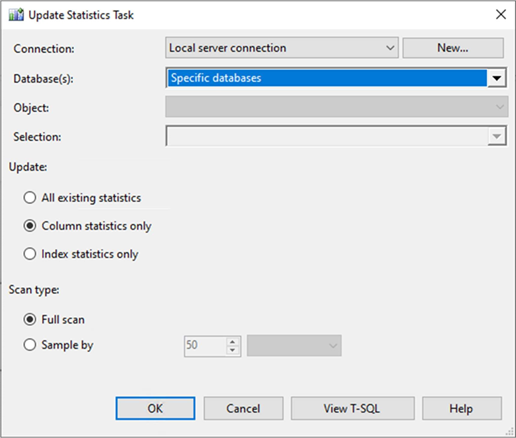 Update Statistics Task
Connection: Local server connection New...
Database(s): Specific databases
Object:
Selection:
Update:
All existing statistics
Column statistics only
Index statistics only
Scan type:
Full scan
Sample by 50
OK Cancel View T-SQL Help